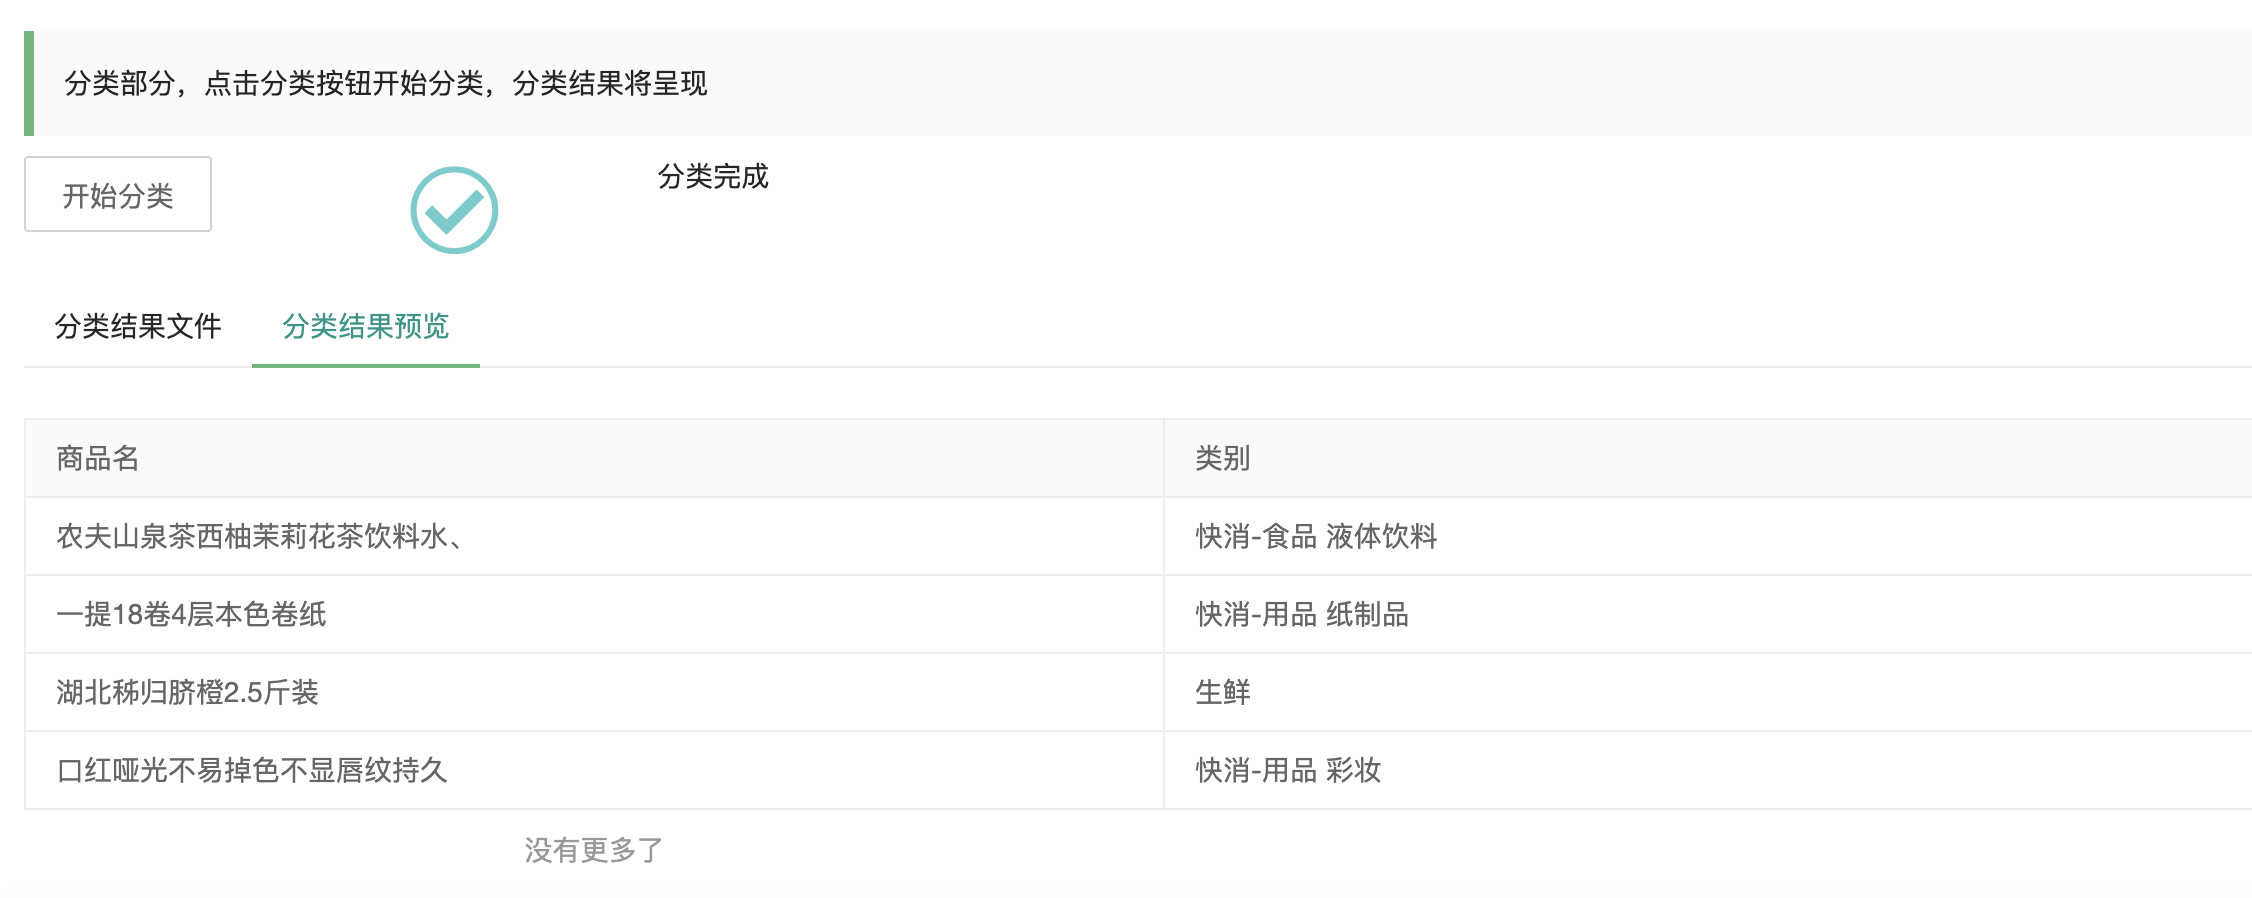 分类部分，点击分类按钮开始分类，分类结果将呈现
开始分类
分类完成
分类结果文件 分类结果预览
商品名 类别
农夫山泉茶西柚茉莉花茶饮料水、 快消-食品 液体饮料
一提18卷4层本色卷纸 快消-用品 纸制品
湖北秭归脐橙2.5斤装 生鲜
口红哑光不易掉色不显唇纹持久 快消-用品 彩妆
没有更多了